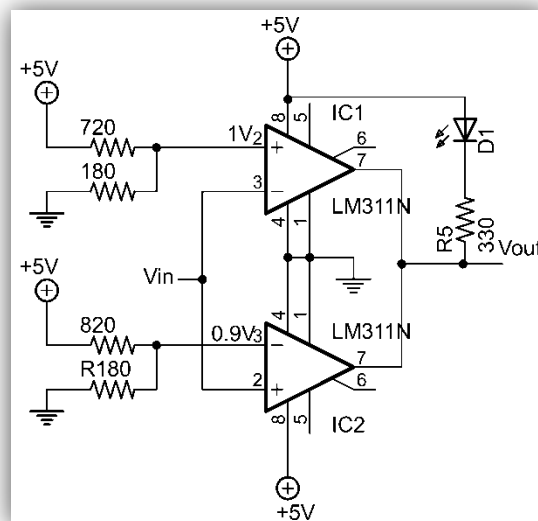 +5V
+5V
720
180
1V
2
3
8
5
IC1
6
7
LM311N
4
1
D1
R5
330
Vout
Vin
+5V
820
R180
0.9V
3
2
4
1
LM311N
7
6
8
5
IC2
+5V